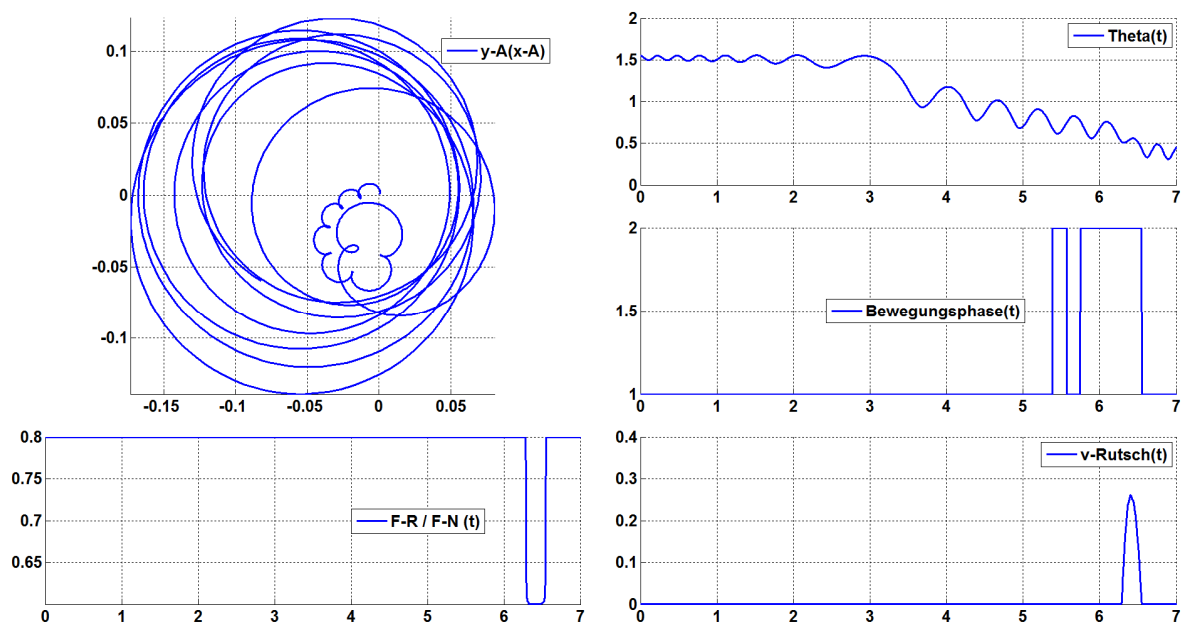 0.1
0.05
0
-0.05
-0.1
-0.15 -0.1 -0.05 0 0.05
y-A(x-A)
2
1.5
1
0.5
0
0 1 2 3 4 5 6 7
Theta(t)
2
1.5
1
0 1 2 3 4 5 6 7
Bewegungsphase(t)
0.8
0.75
0.7
0.65
0 1 2 3 4 5 6 7
F-R / F-N (t)
0.4
0.3
0.2
0.1
0
0 1 2 3 4 5 6 7
v-Rutsch(t)